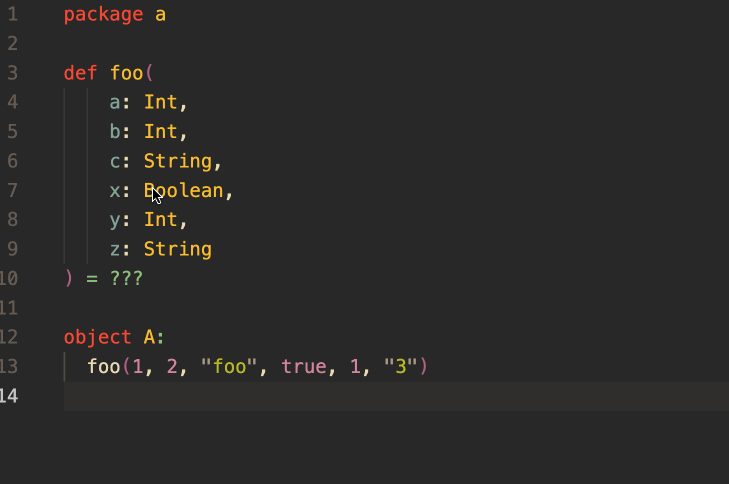 1 package a
2
3 def foo(
4 a: Int,
5 b: Int,
6 c: String,
7 x: Boolean,
8 y: Int,
9 z: String
10 ) = ???
11
12 object A:
13 foo(1, 2, "foo", true, 1, "3")
14